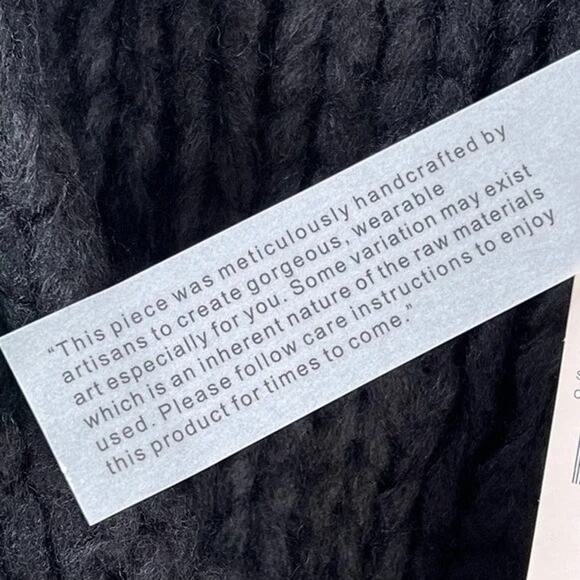 "This piece was meticulously handcrafted by
artisans to create gorgeous, wearable
art especially for you. Some variation may exist
which is an inherent nature of the raw materials
used. Please follow care instructions to enjoy
this product for times to come."